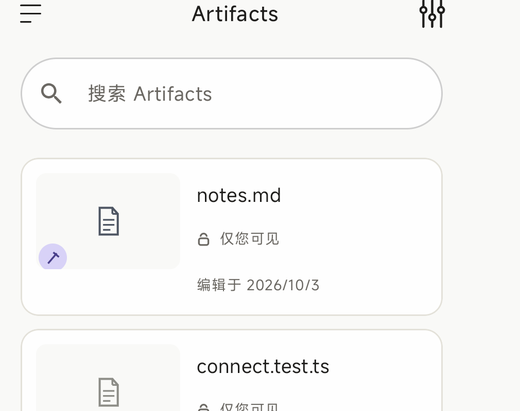 Artifacts
搜索 Artifacts
notes.md
仅您可见
编辑于 2026/10/3
connect.test.ts
仅您可见